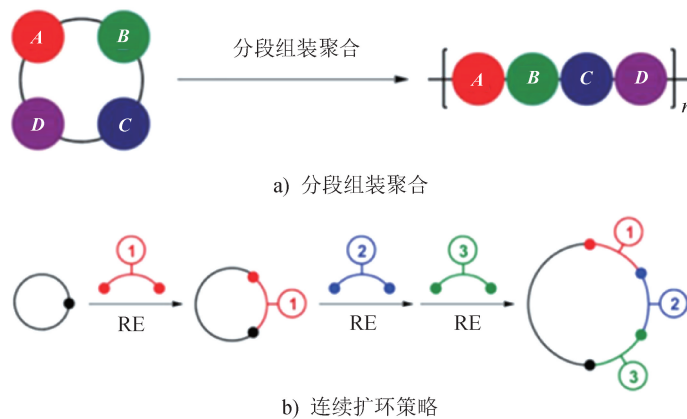 A B
分段组装聚合
A B C D
n
D C
a) 分段组装聚合
1
1 2 3
1 2
RE RE RE
3
b) 连续扩环策略